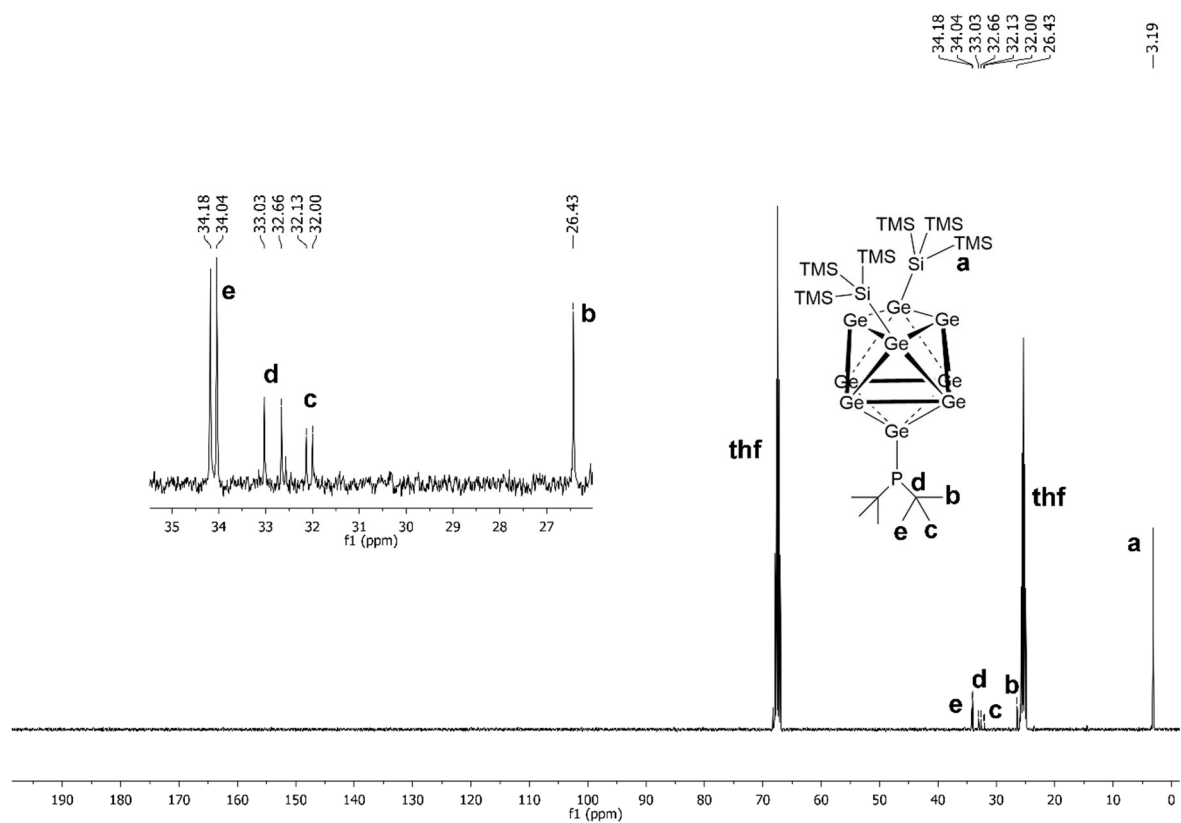 34.18
34.04
33.03
32.66
32.13
32.00
26.43
3.19
34.18
34.04
33.03
32.66
32.13
32.00
26.43
e
d
c
b
35 34 33 32 31 30 29 28 27
f1 (ppm)
TMS TMS
TMS TMS TMS
Si a
TMS Si
Ge
Ge Ge
Ge
Ge Ge
Ge Ge
Ge
P d
b
e c
thf
thf
a
e d c b
190 180 170 160 150 140 130 120 110 100 90 80 70 60 50 40 30 20 10 0
f1 (ppm)